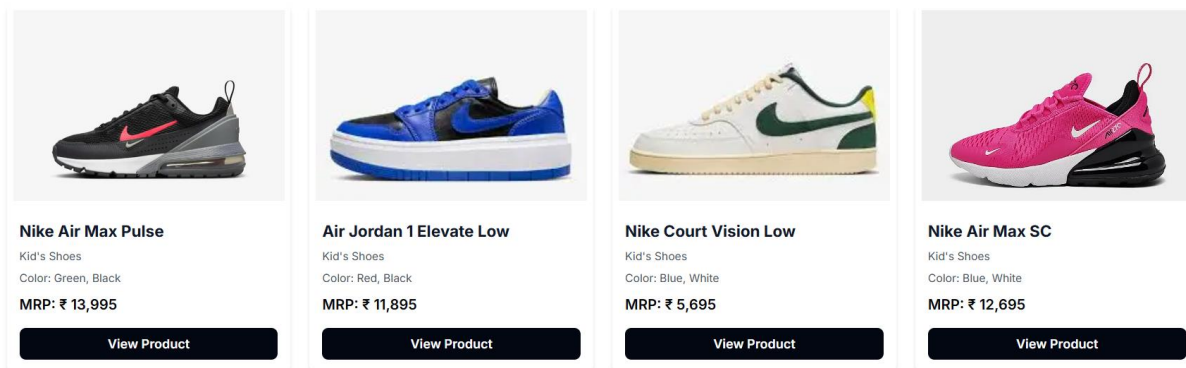 Nike Air Max Pulse
Kid's Shoes
Color: Green, Black
MRP: ₹ 13,995
View Product
Air Jordan 1 Elevate Low
Kid's Shoes
Color: Red, Black
MRP: ₹ 11,895
View Product
Nike Court Vision Low
Kid's Shoes
Color: Blue, White
MRP: ₹ 5,695
View Product
Nike Air Max SC
Kid's Shoes
Color: Blue, White
MRP: ₹ 12,695
View Product